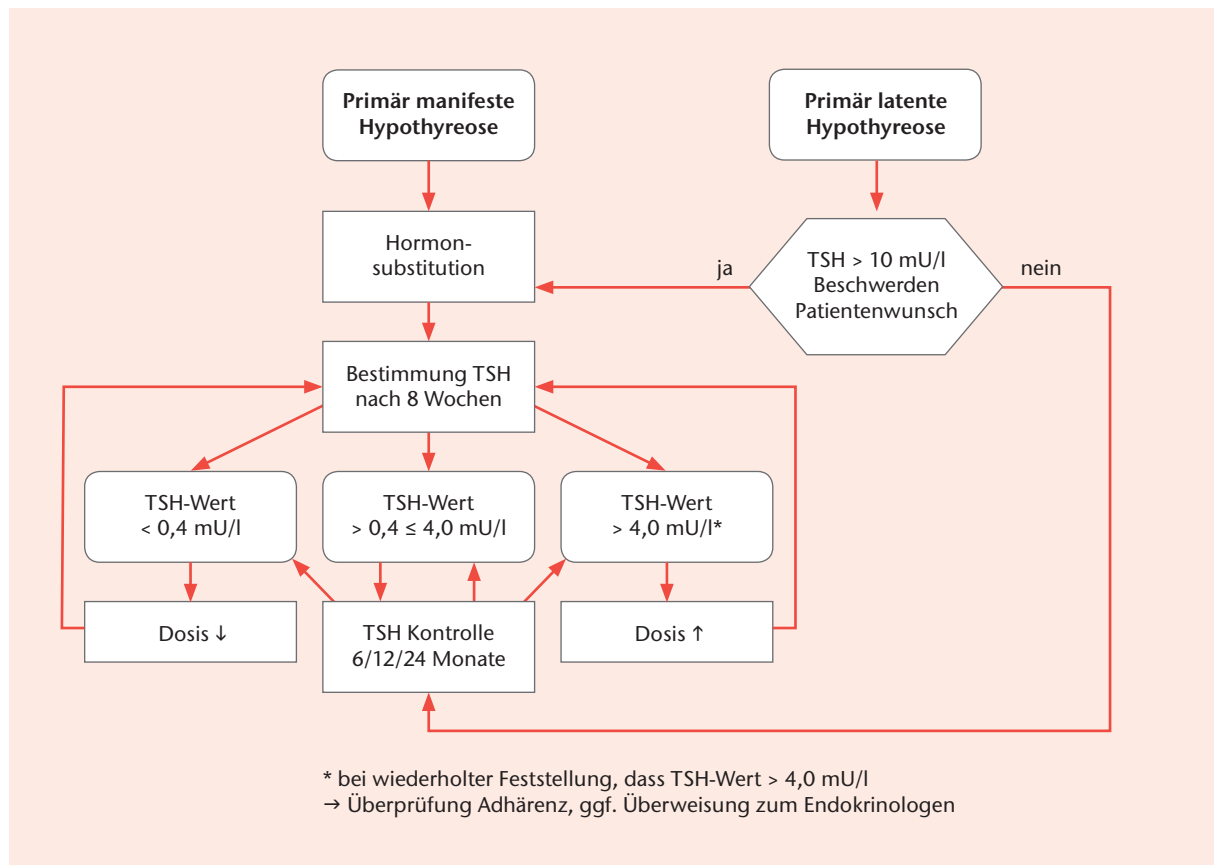 Primär manifeste
Hypothyreose
Primär latente
Hypothyreose
Hormon-
substitution
ja
TSH > 10 mU/l
Beschwerden
Patientenwunsch
nein
Bestimmung TSH
nach 8 Wochen
TSH-Wert
< 0,4 mU/l
TSH-Wert
> 0,4 ≤ 4,0 mU/l
TSH-Wert
> 4,0 mU/l*
Dosis ↓
TSH Kontrolle
6/12/24 Monate
Dosis ↑
* bei wiederholter Feststellung, dass TSH-Wert > 4,0 mU/l
→ Überprüfung Adhärenz, ggf. Überweisung zum Endokrinologen